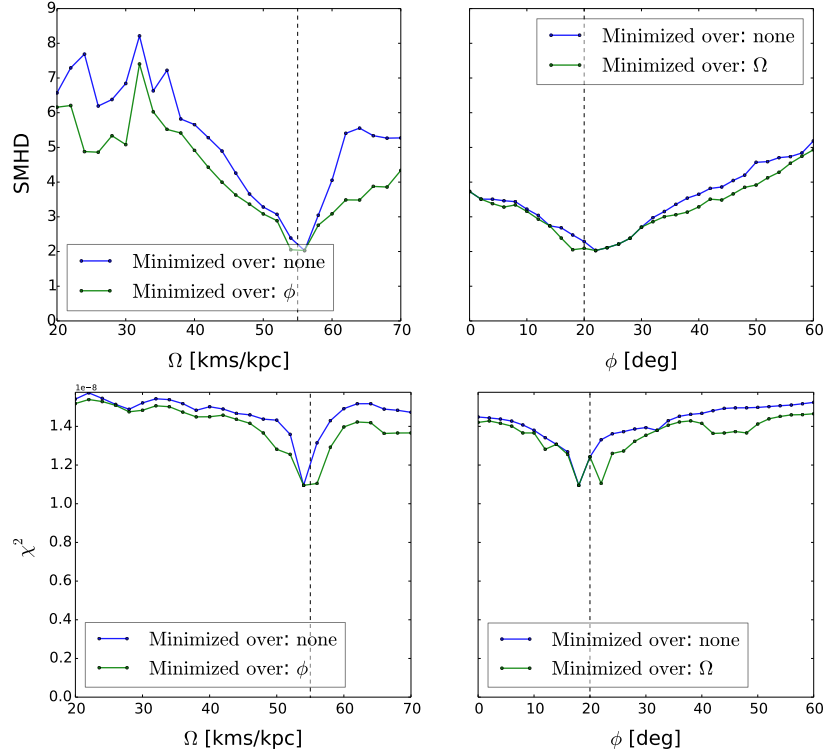 9
8
7
6
5
4
3
2
1
0
SMHD
Minimized over: none
Minimized over: ϕ
20 30 40 50 60 70
Ω [kms/kpc]
Minimized over: none
Minimized over: Ω
0 10 20 30 40 50 60
ϕ [deg]
1e−8
1.4
1.2
1.0
0.8
0.6
0.4
0.2
0.0
χ²
Minimized over: none
Minimized over: ϕ
20 30 40 50 60 70
Ω [kms/kpc]
Minimized over: none
Minimized over: Ω
0 10 20 30 40 50 60
ϕ [deg]